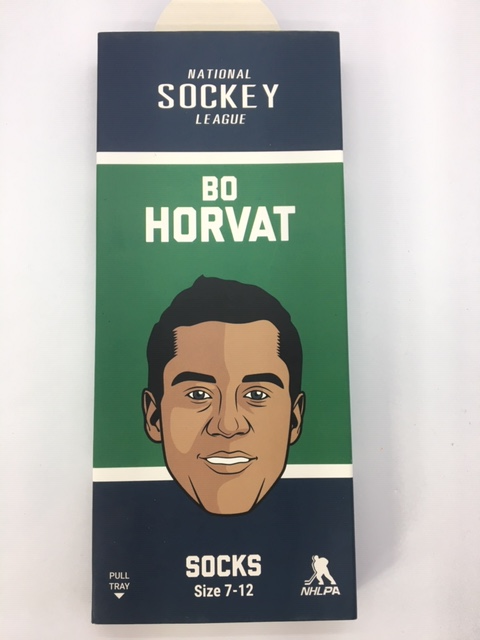 NATIONAL
SOCKEY
LEAGUE
BO
HORVAT
SOCKS
Size 7-12
PULL
TRAY
NHLPA